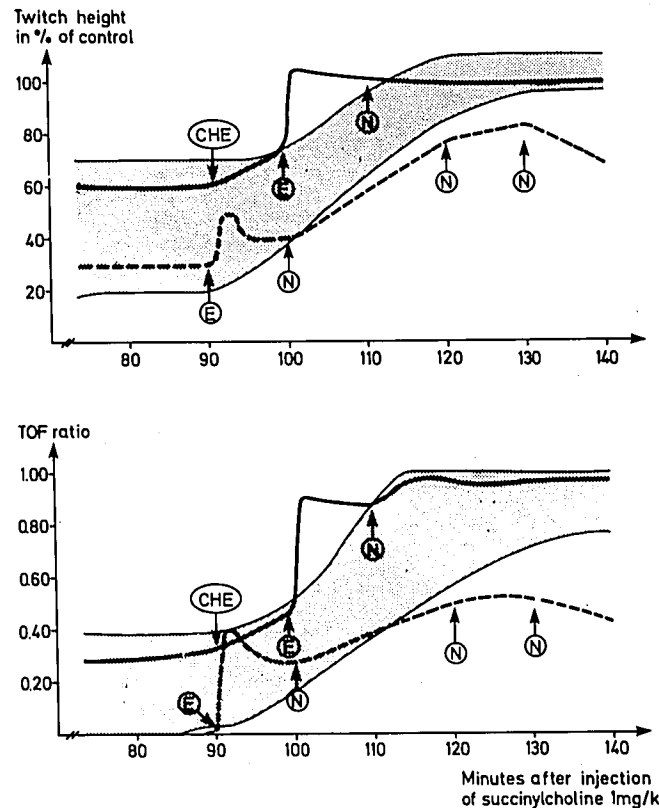 Twitch height
in % of control
100
80
60
40
20
CHE
E
N
E
N
N
N
80 90 100 110 120 130 140
TOF ratio
1.00
0.80
0.60
0.40
0.20
CHE
N
E
E
N
N
N
80 90 100 110 120 130 140
Minutes after injection
of succinylcholine 1mg/k